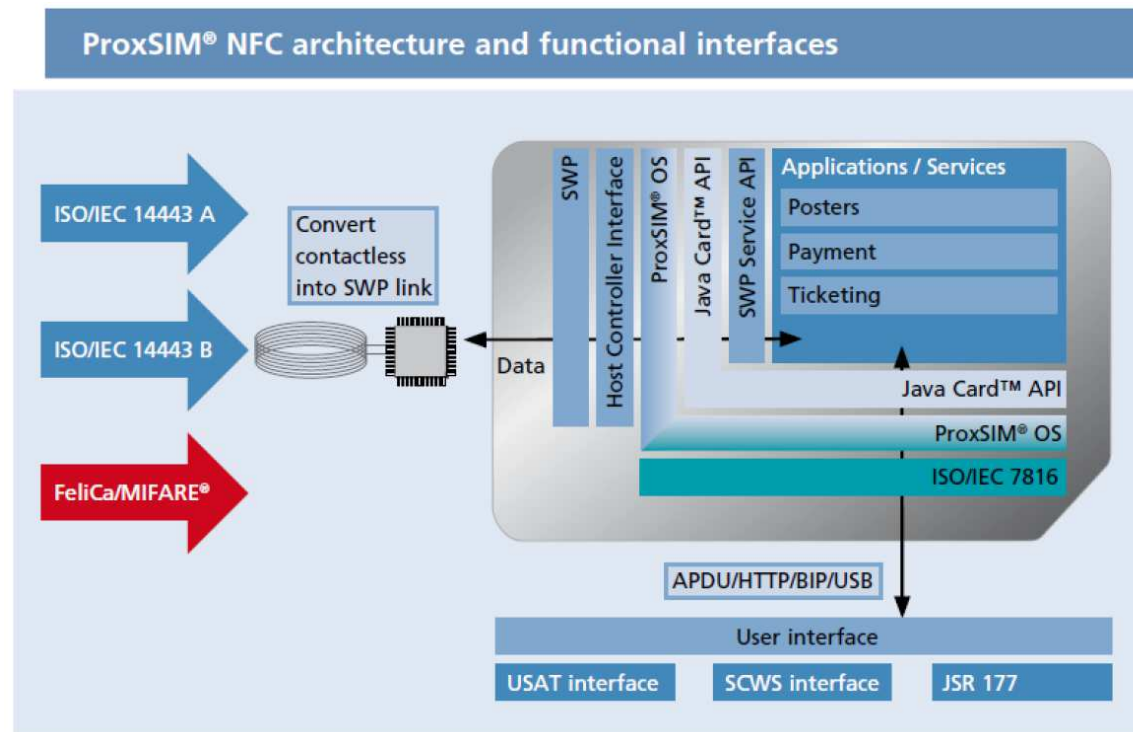 ProxSIM® NFC architecture and functional interfaces
ISO/IEC 14443 A
ISO/IEC 14443 B
FeliCa/MIFARE®
Convert
contactless
into SWP link
Data
SWP
Host Controller Interface
ProxSIM® OS
Java Card™ API
SWP Service API
Applications / Services
Posters
Payment
Ticketing
Java Card™ API
ProxSIM® OS
ISO/IEC 7816
APDU/HTTP/BIP/USB
User interface
USAT interface
SCWS interface
JSR 177